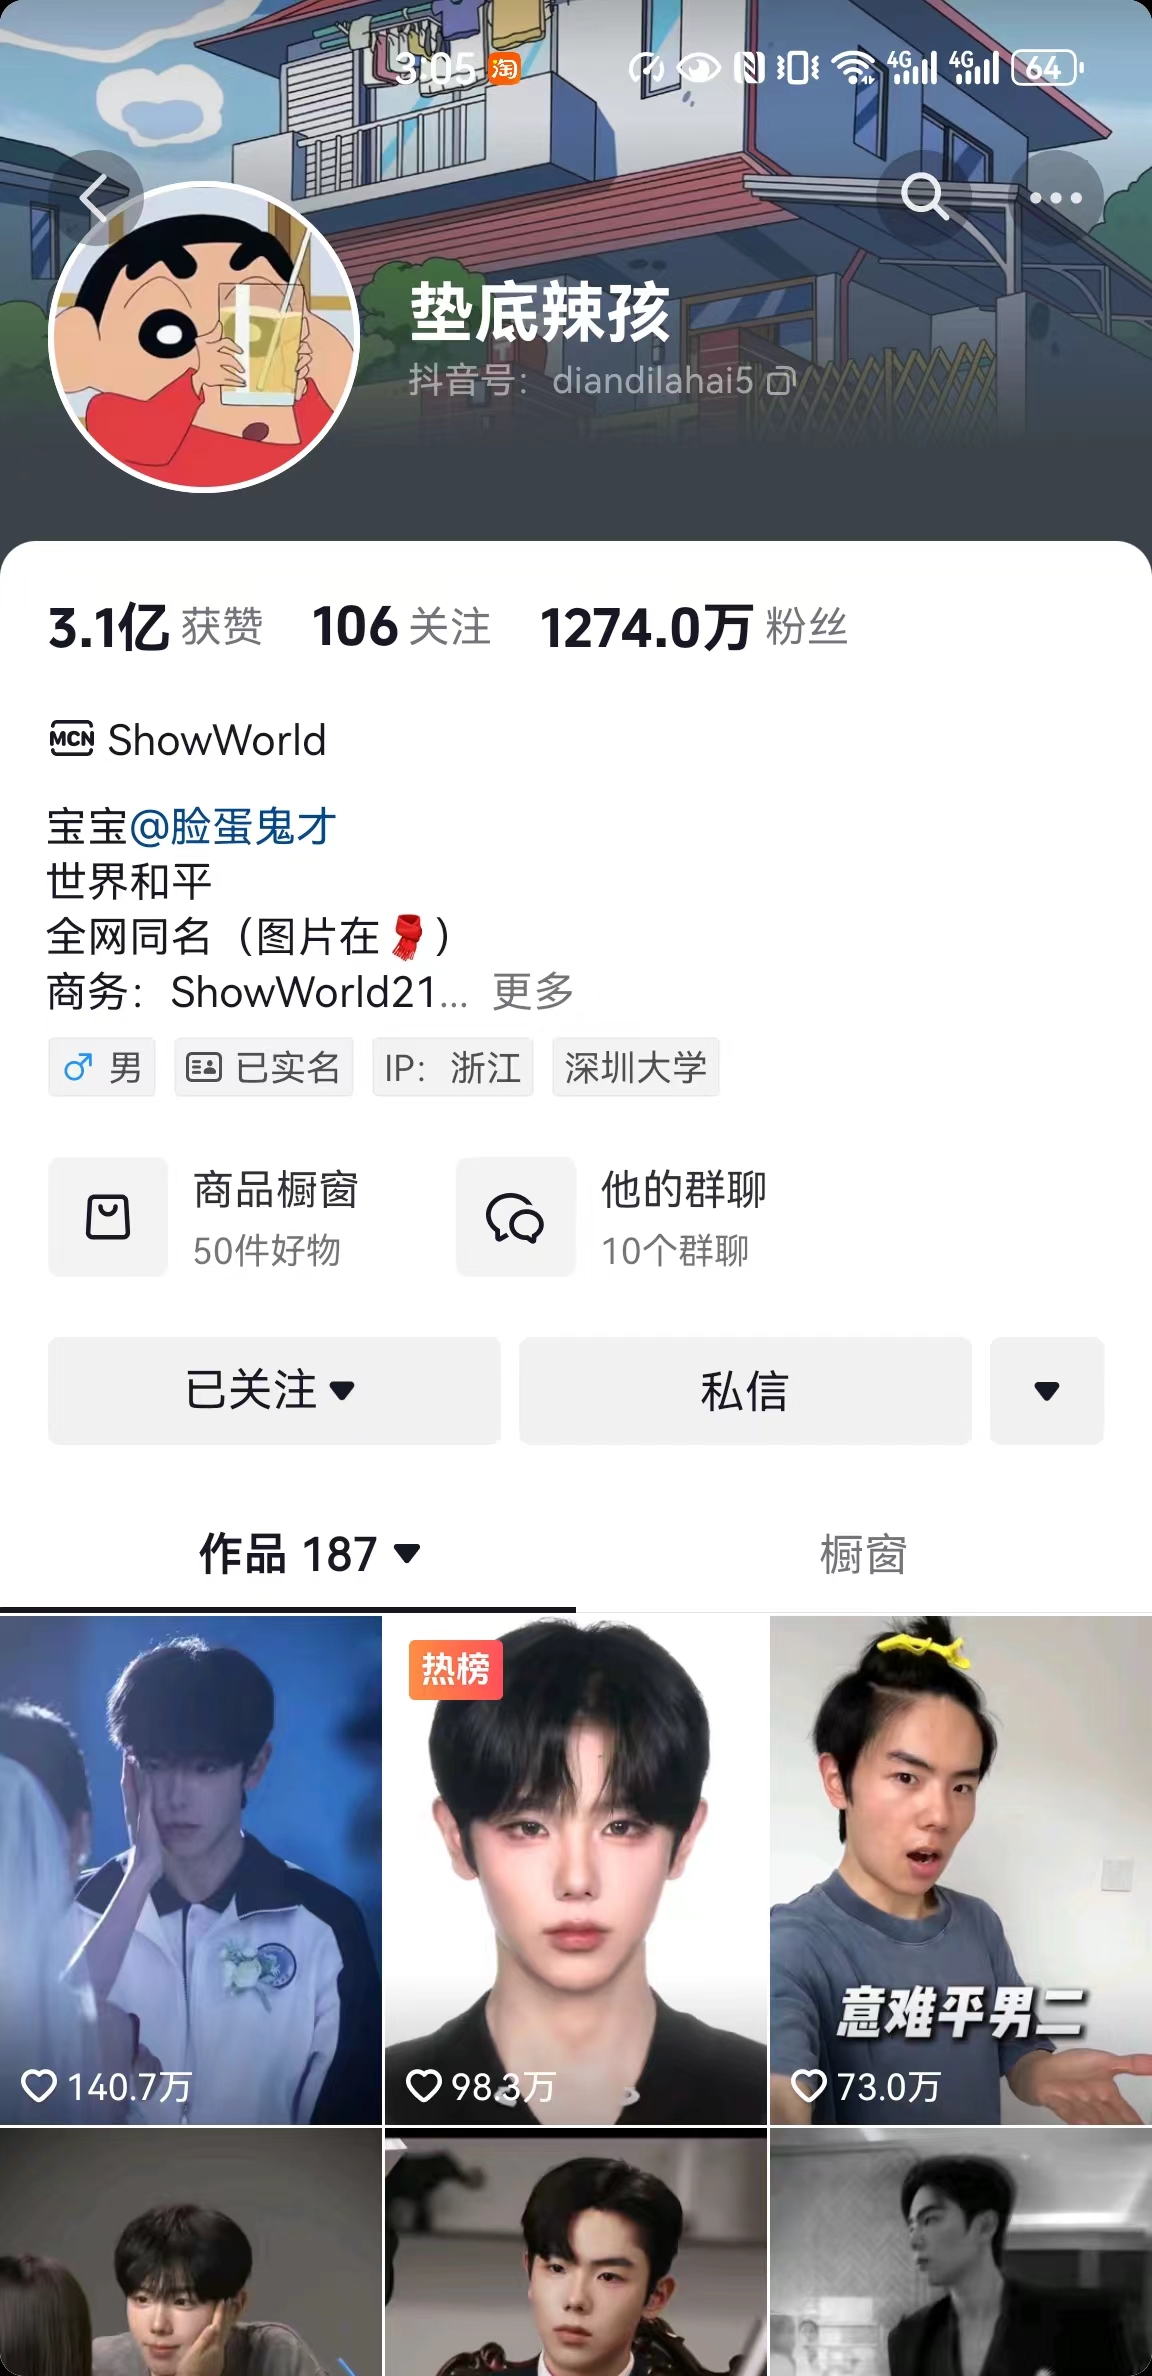 3:05 淘 4G 4G 64
垫底辣孩
抖音号：diandilahai5
3.1亿 获赞 106 关注 1274.0万 粉丝
MCN ShowWorld
宝宝@脸蛋鬼才
世界和平
全网同名（图片在🧣）
商务：ShowWorld21... 更多
♂ 男 已实名 IP：浙江 深圳大学
商品橱窗 他的群聊
50件好物 10个群聊
已关注 私信
作品 187 橱窗
热榜
意难平男二
140.7万 98.3万 73.0万